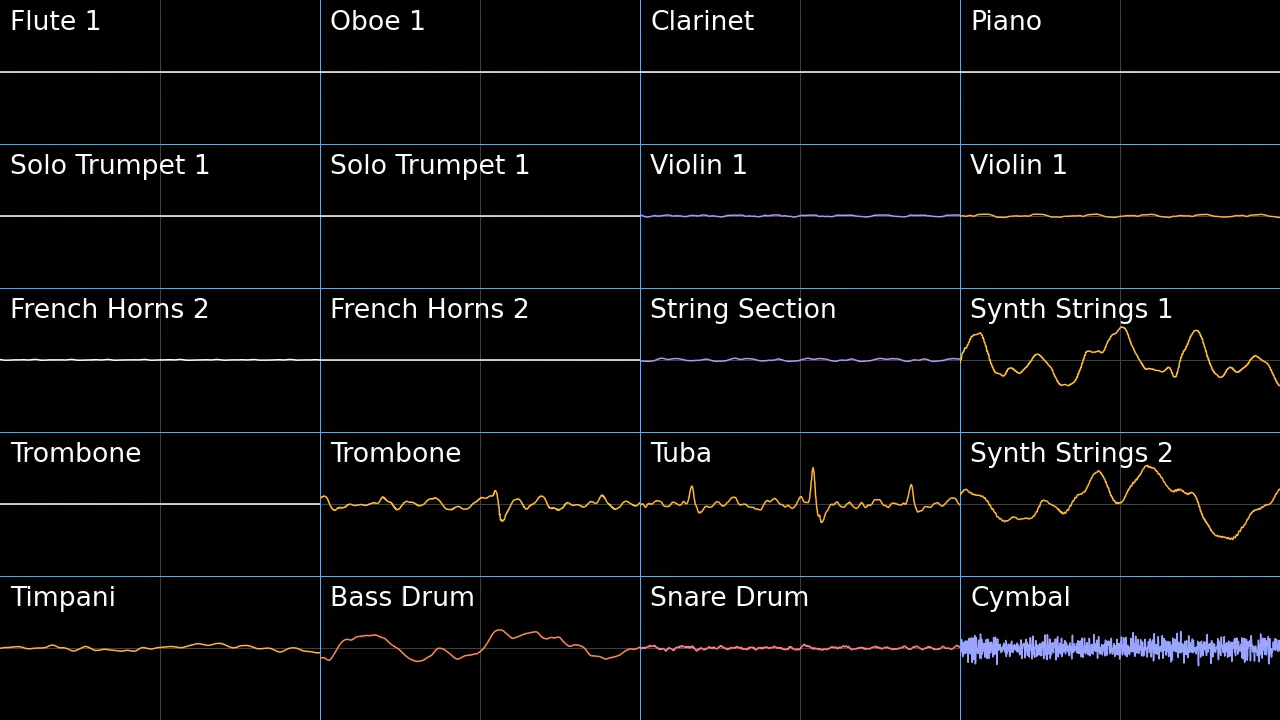 Flute 1
Oboe 1
Clarinet
Piano
Solo Trumpet 1
Solo Trumpet 1
Violin 1
Violin 1
French Horns 2
French Horns 2
String Section
Synth Strings 1
Trombone
Trombone
Tuba
Synth Strings 2
Timpani
Bass Drum
Snare Drum
Cymbal